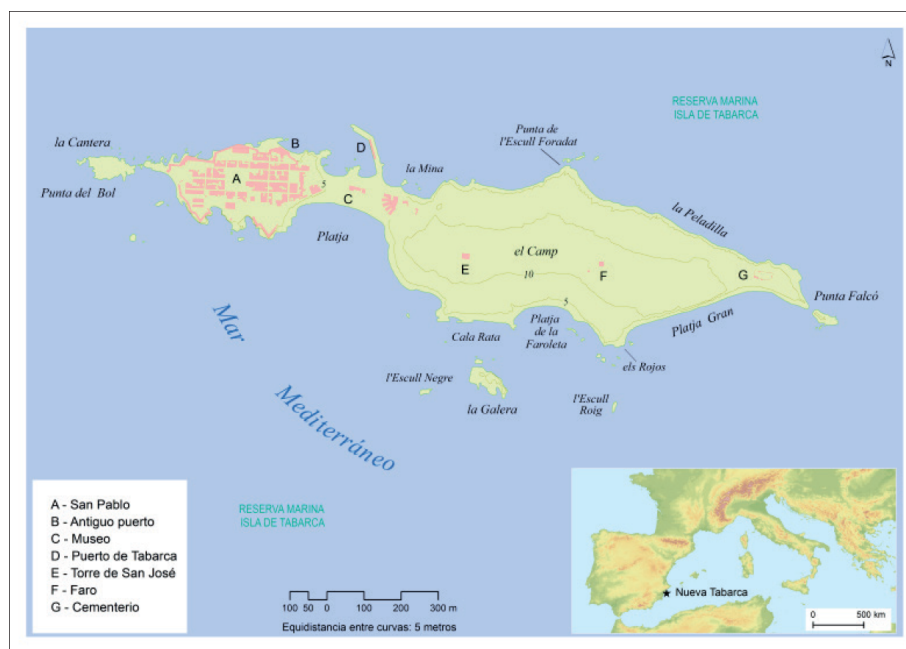 N
RESERVA MARINA
ISLA DE TABARCA
Punta de
l'Escull Foradat
la Cantera
B
D
la Mina
A
5
Punta del Bol
C
la Peladilla
Platja
el Camp
E
10
F
G
5
Punta Falcó
Platja
de la
Faroleta
Platja Gran
Cala Rata
els Rojos
l'Escull Negre
la Galera
l'Escull
Roig
Mar
Mediterráneo
RESERVA MARINA
ISLA DE TABARCA
A - San Pablo
B - Antiguo puerto
C - Museo
D - Puerto de Tabarca
E - Torre de San José
F - Faro
G - Cementerio
100 50 0 100 200 300 m
Equidistancia entre curvas: 5 metros
Nueva Tabarca
0 500 km